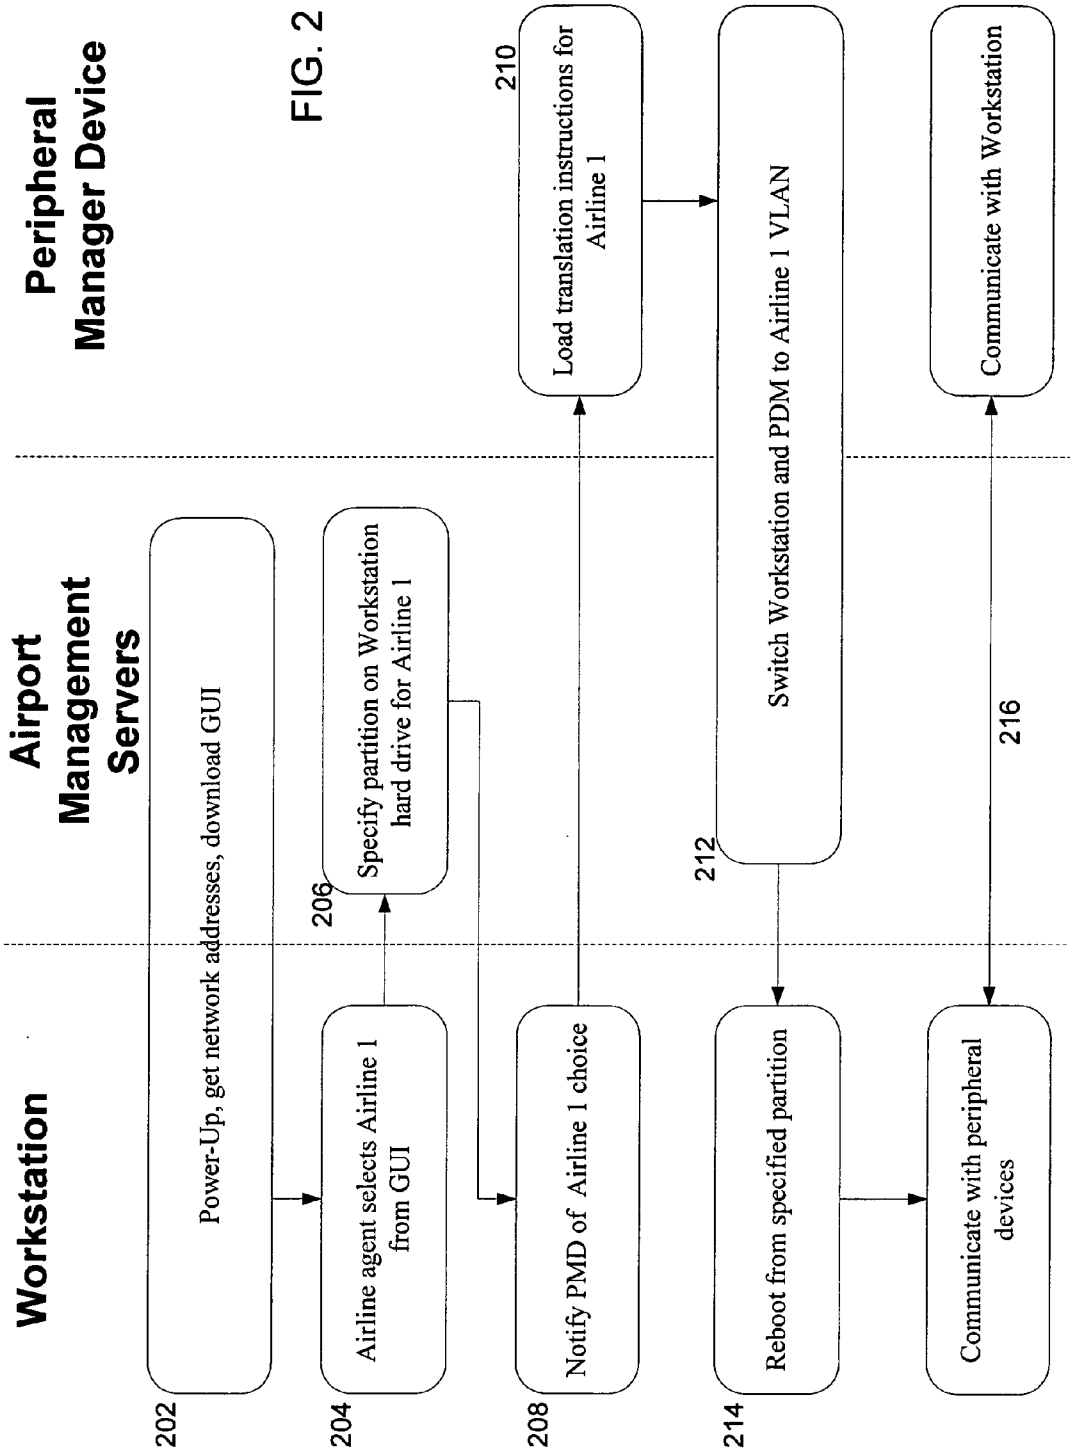 Workstation
Airport
Management
Servers
Peripheral
Manager Device
FIG. 2
202
Power-Up, get network addresses, download GUI
204
Airline agent selects Airline 1
from GUI
206
Specify partition on Workstation
hard drive for Airline 1
208
Notify PMD of Airline 1 choice
210
Load translation instructions for
Airline 1
212
Switch Workstation and PDM to Airline 1 VLAN
214
Reboot from specified partition
Communicate with peripheral
devices
216
Communicate with Workstation